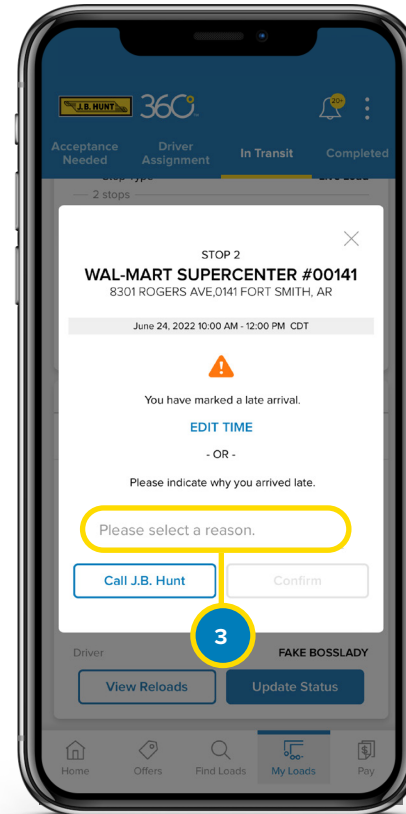 J.B. HUNT 360
20+
Acceptance Needed
Driver Assignment
In Transit
Completed
2 stops
×
STOP 2
WAL-MART SUPERCENTER #00141
8301 ROGERS AVE,0141 FORT SMITH, AR
June 24, 2022 10:00 AM - 12:00 PM CDT
You have marked a late arrival.
EDIT TIME
- OR -
Please indicate why you arrived late.
Please select a reason.
Call J.B. Hunt
Confirm
3
Driver
FAKE BOSSLADY
View Reloads
Update Status
Home
Offers
Find Loads
My Loads
Pay